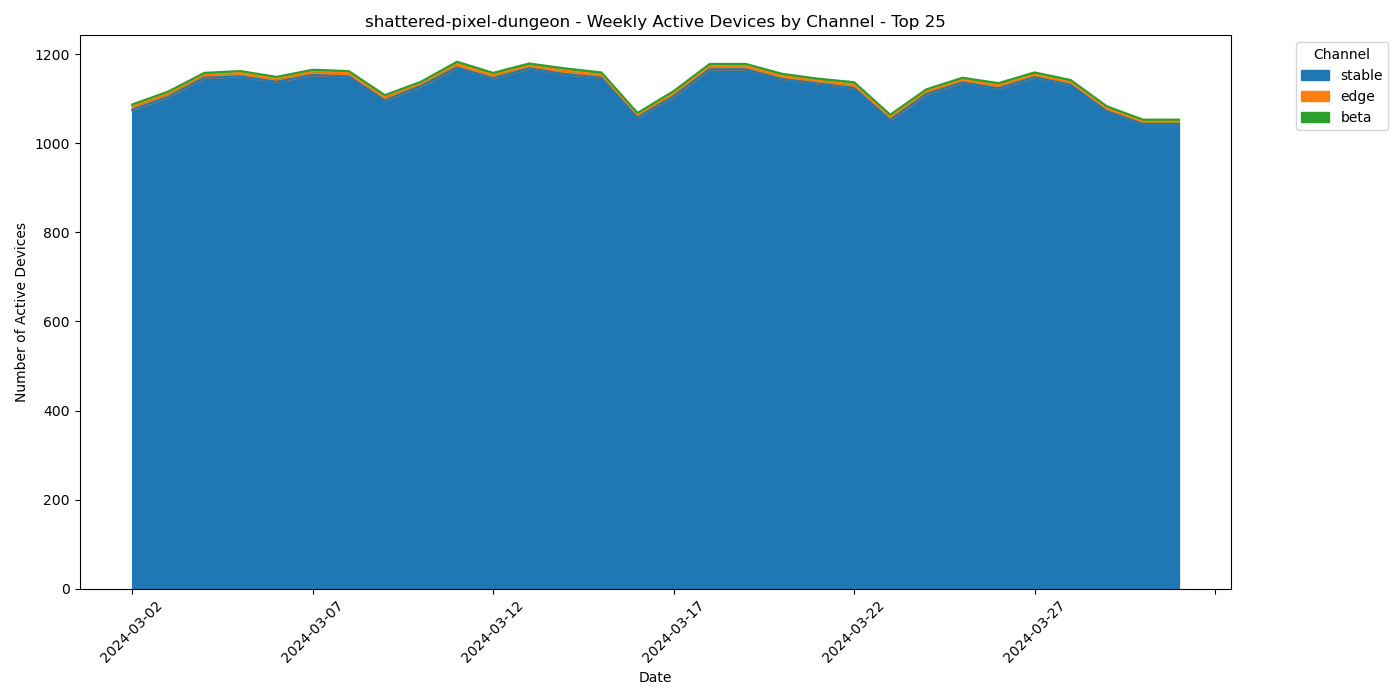 shattered-pixel-dungeon - Weekly Active Devices by Channel - Top 25
Number of Active Devices
1200
1000
800
600
400
200
0
2024-03-02
2024-03-07
2024-03-12
2024-03-17
2024-03-22
2024-03-27
Date
Channel
stable
edge
beta